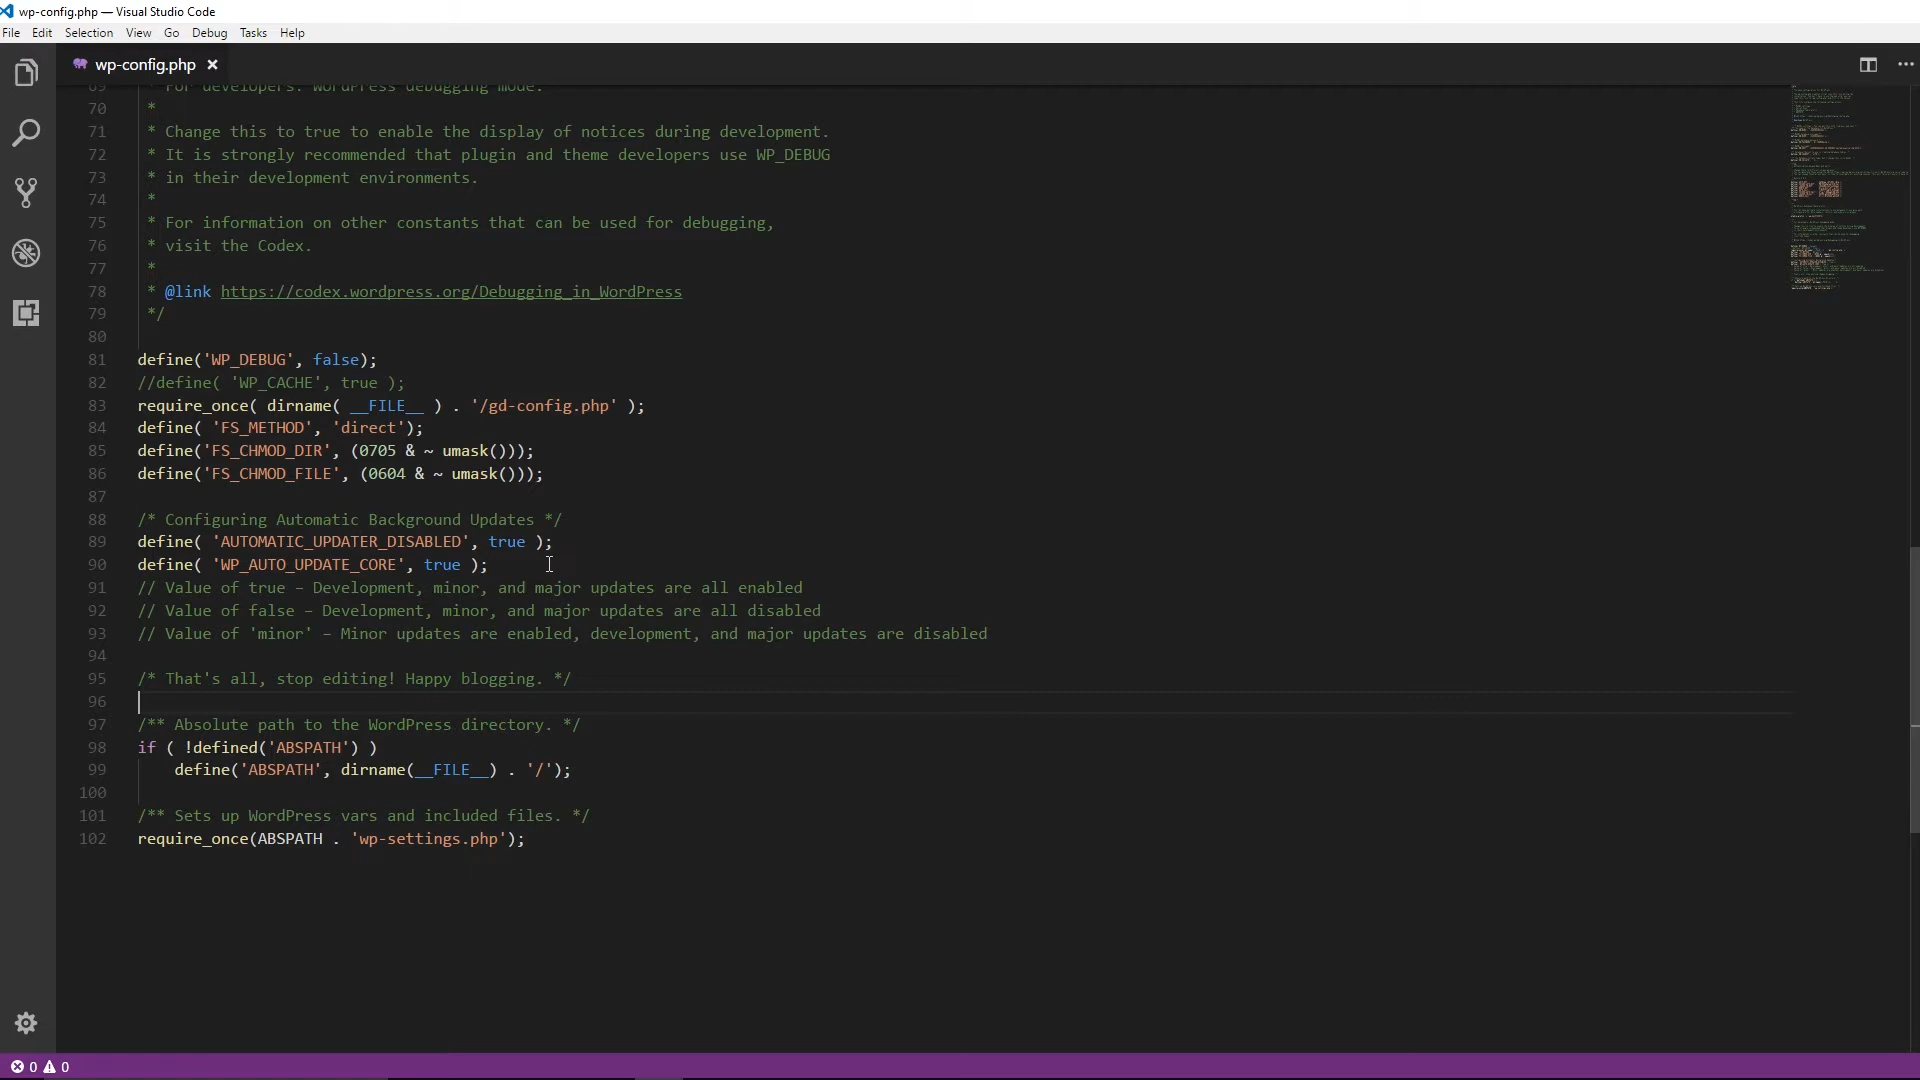 wp-config.php — Visual Studio Code
File Edit Selection View Go Debug Tasks Help
wp-config.php
69 * For developers: WordPress debugging mode.
70 *
71 * Change this to true to enable the display of notices during development.
72 * It is strongly recommended that plugin and theme developers use WP_DEBUG
73 * in their development environments.
74 *
75 * For information on other constants that can be used for debugging,
76 * visit the Codex.
77 *
78 * @link https://codex.wordpress.org/Debugging_in_WordPress
79 */
80
81 define('WP_DEBUG', false);
82 //define( 'WP_CACHE', true );
83 require_once( dirname( __FILE__ ) . '/gd-config.php' );
84 define( 'FS_METHOD', 'direct');
85 define('FS_CHMOD_DIR', (0705 & ~ umask()));
86 define('FS_CHMOD_FILE', (0604 & ~ umask()));
87
88 /* Configuring Automatic Background Updates */
89 define( 'AUTOMATIC_UPDATER_DISABLED', true );
90 define( 'WP_AUTO_UPDATE_CORE', true );
91 // Value of true – Development, minor, and major updates are all enabled
92 // Value of false – Development, minor, and major updates are all disabled
93 // Value of 'minor' – Minor updates are enabled, development, and major updates are disabled
94
95 /* That's all, stop editing! Happy blogging. */
96
97 /** Absolute path to the WordPress directory. */
98 if ( !defined('ABSPATH') )
99 define('ABSPATH', dirname(__FILE__) . '/');
100
101 /** Sets up WordPress vars and included files. */
102 require_once(ABSPATH . 'wp-settings.php');
0 0